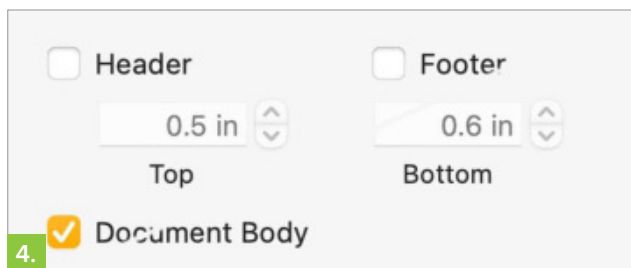 Header Footer
0.5 in 0.6 in
Top Bottom
Document Body
4.